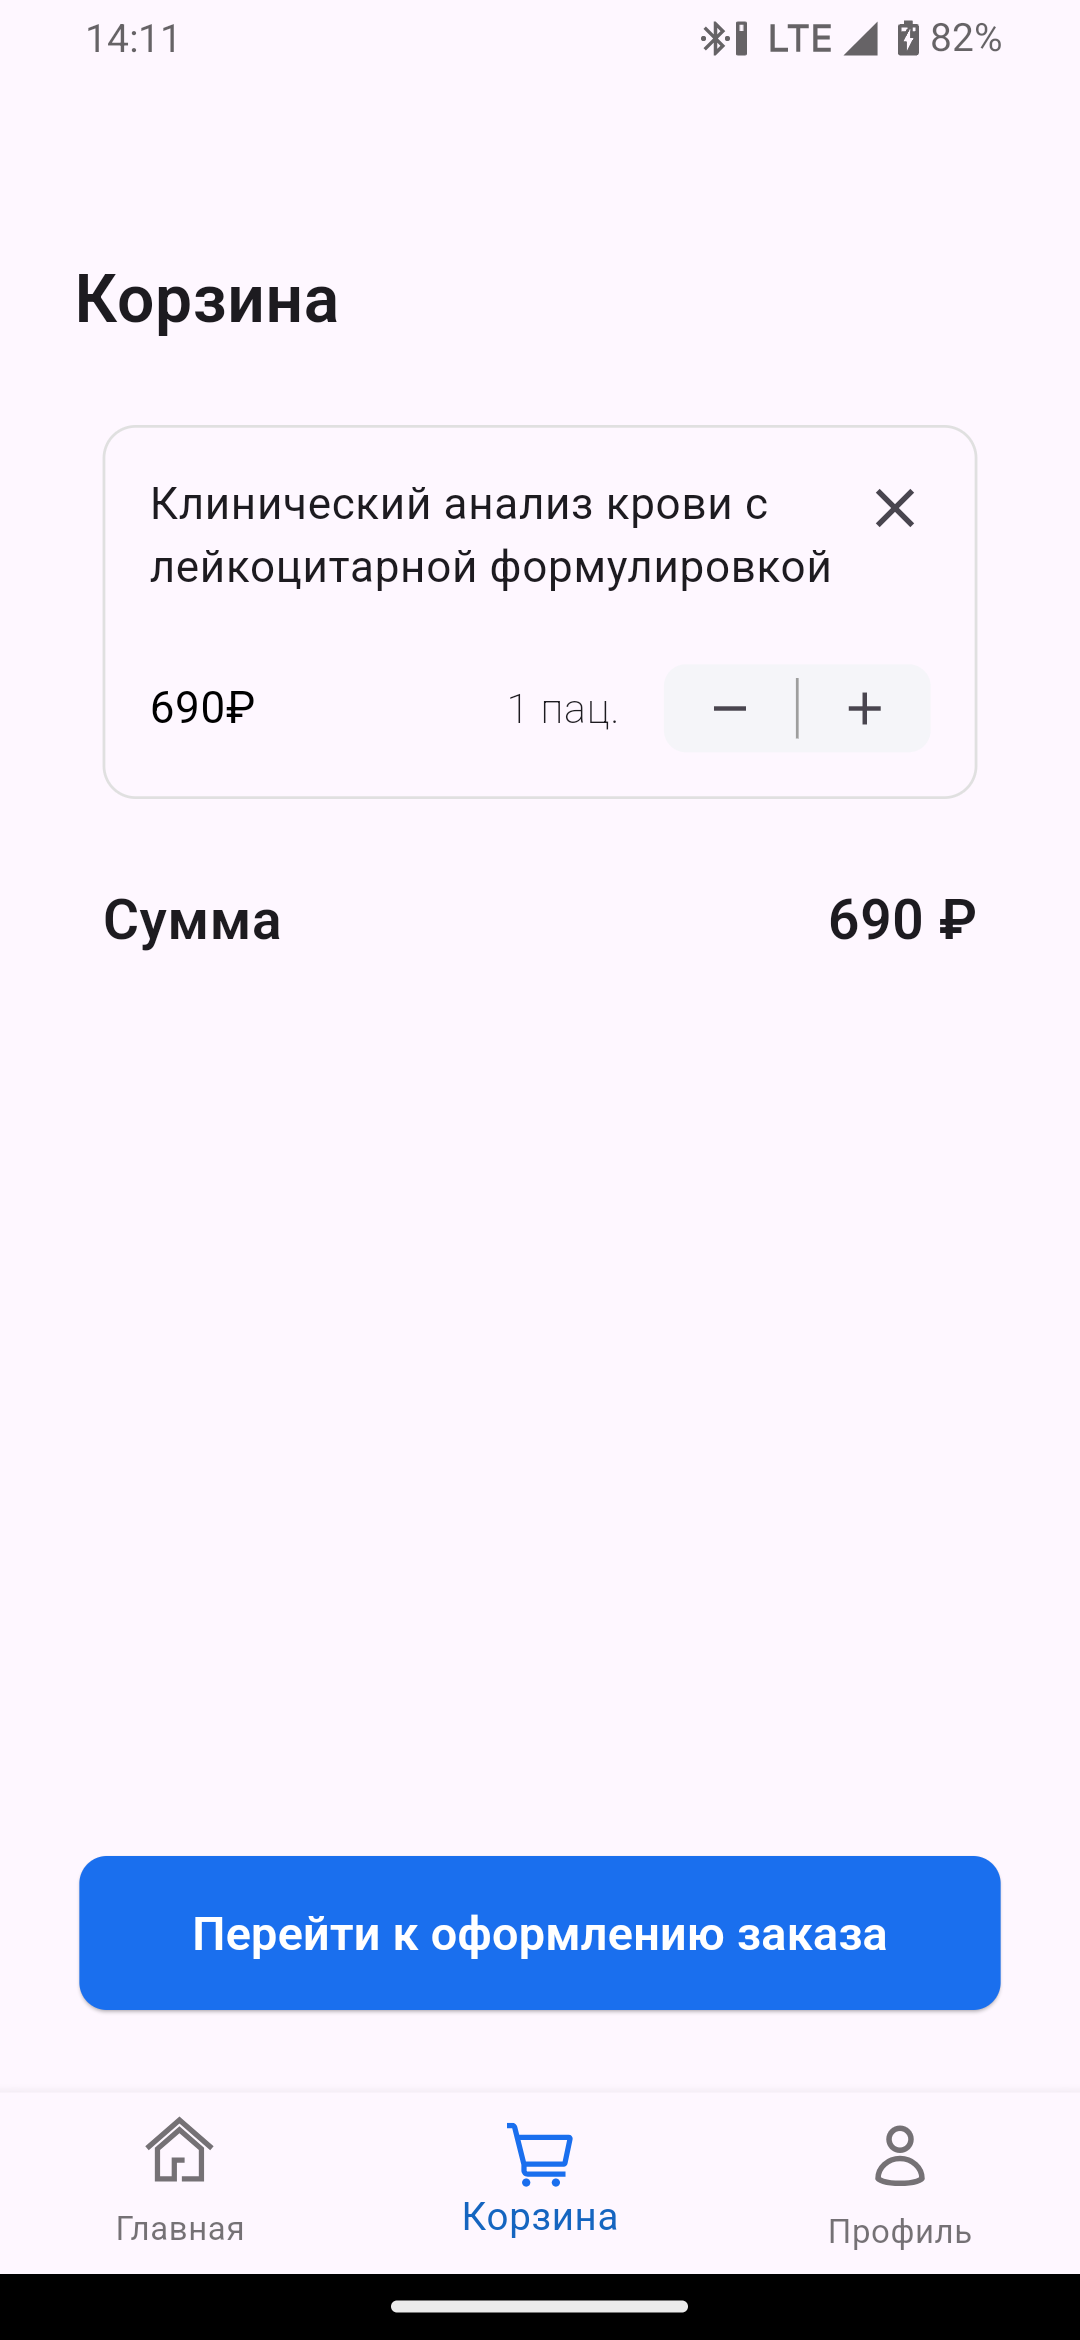 14:11
LTE 82%
Корзина
Клинический анализ крови с
лейкоцитарной формулировкой
690₽ 1 пац.
Сумма 690 ₽
Перейти к оформлению заказа
Главная Корзина Профиль